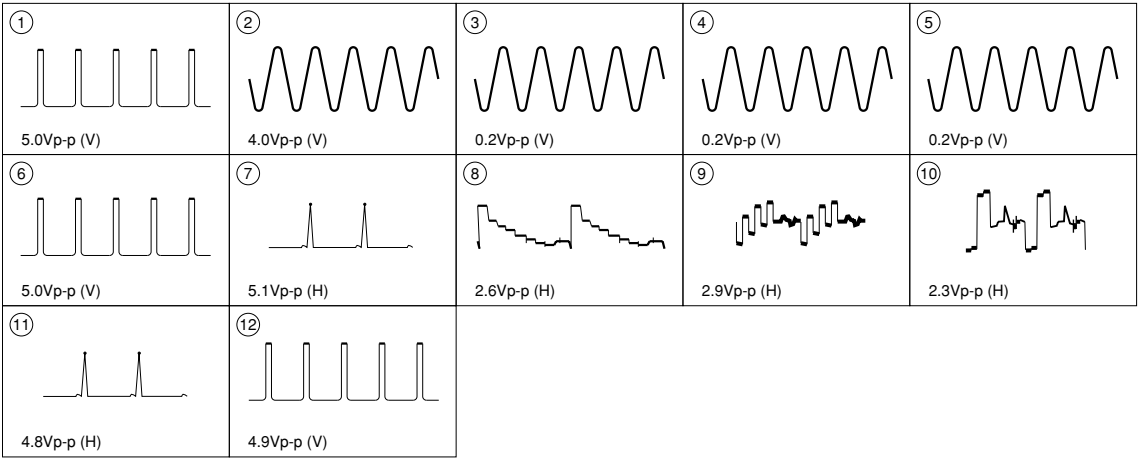 1
2
3
4
5
5.0Vp-p (V)
4.0Vp-p (V)
0.2Vp-p (V)
0.2Vp-p (V)
0.2Vp-p (V)
6
7
8
9
10
5.0Vp-p (V)
5.1Vp-p (H)
2.6Vp-p (H)
2.9Vp-p (H)
2.3Vp-p (H)
11
12
4.8Vp-p (H)
4.9Vp-p (V)